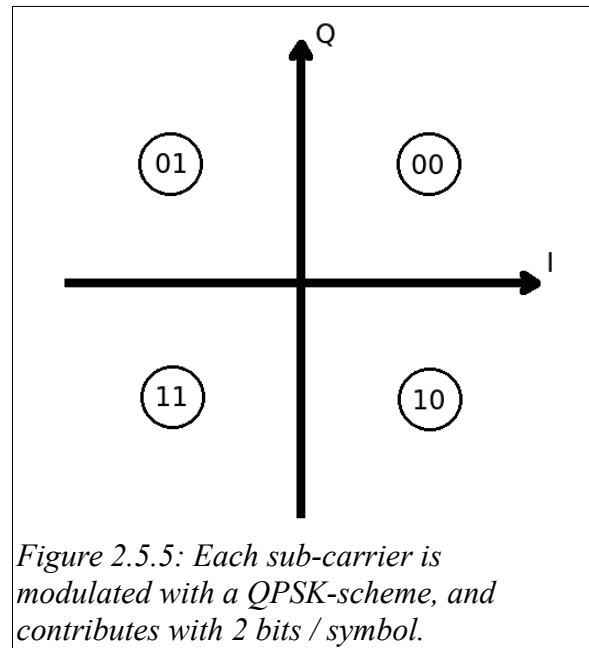 Q
01
00
I
11
10
Figure 2.5.5: Each sub-carrier is
modulated with a QPSK-scheme, and
contributes with 2 bits / symbol.